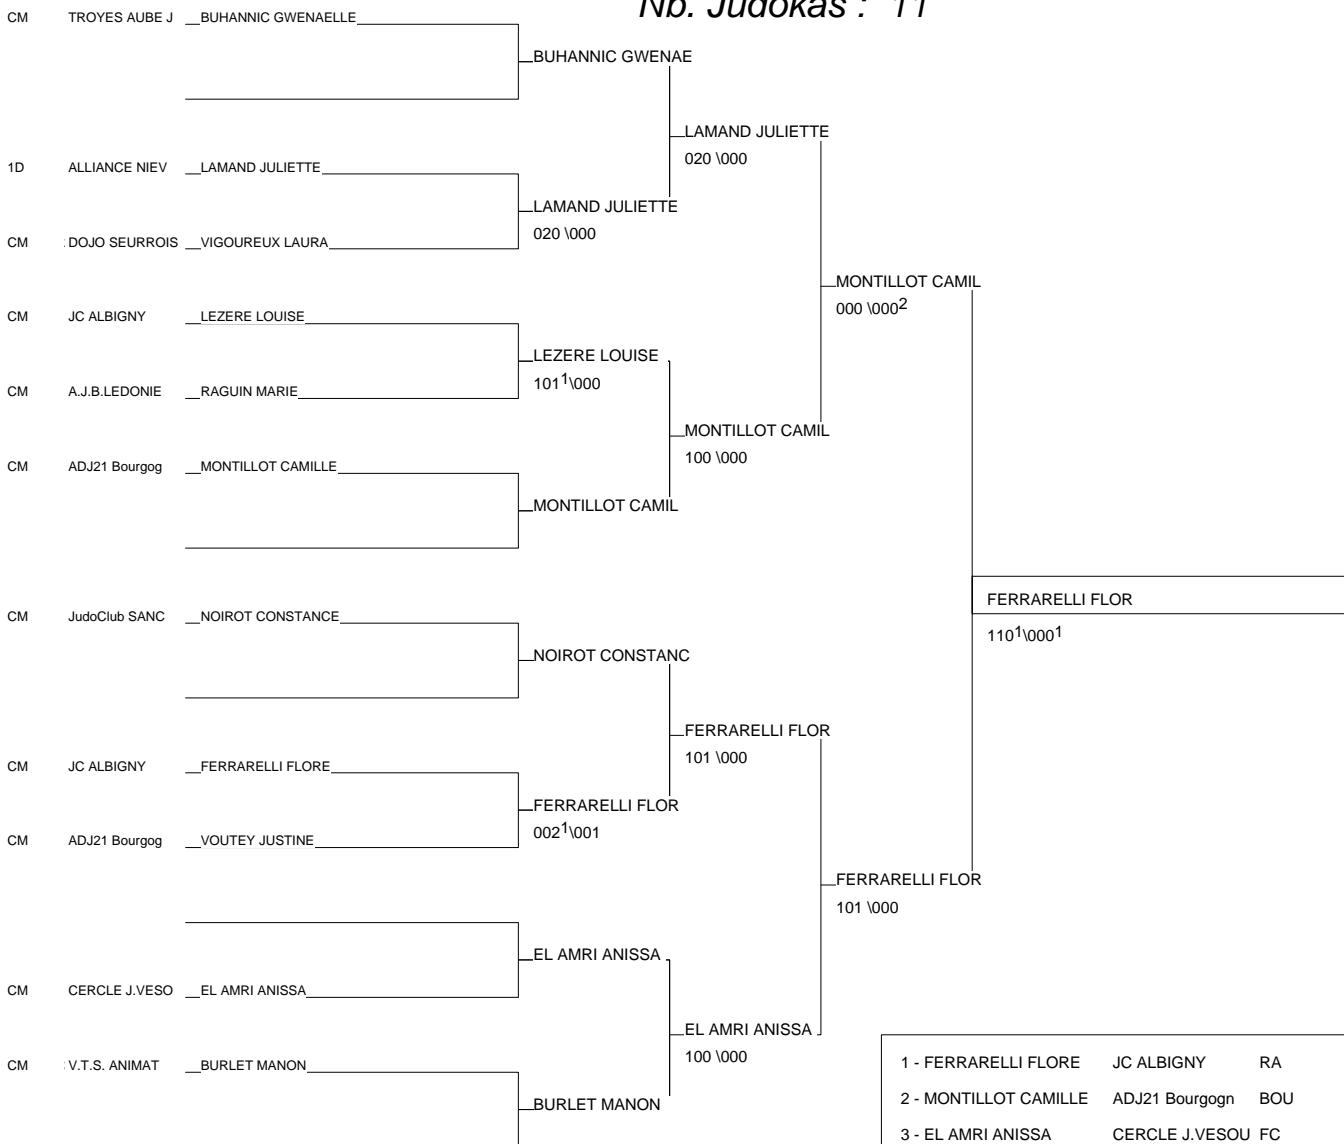 Nb. Judokas : 11
CM TROYES AUBE J BUHANNIC GWENAELLE
BUHANNIC GWENAE
LAMAND JULIETTE
020 \000
1D ALLIANCE NIEV LAMAND JULIETTE
LAMAND JULIETTE
020 \000
CM DOJO SEURROIS VIGOUREUX LAURA
MONTILLOT CAMIL
000 \0002
CM JC ALBIGNY LEZERE LOUISE
LEZERE LOUISE
1011\000
CM A.J.B.LEDONIE RAGUIN MARIE
MONTILLOT CAMIL
100 \000
CM ADJ21 Bourgog MONTILLOT CAMILLE
MONTILLOT CAMIL
FERRARELLI FLOR
1101\0001
CM JudoClub SANC NOIROT CONSTANCE
NOIROT CONSTANC
FERRARELLI FLOR
101 \000
CM JC ALBIGNY FERRARELLI FLORE
FERRARELLI FLOR
0021\001
CM ADJ21 Bourgog VOUTEY JUSTINE
FERRARELLI FLOR
101 \000
EL AMRI ANISSA
CM CERCLE J.VESO EL AMRI ANISSA
EL AMRI ANISSA
100 \000
CM V.T.S. ANIMAT BURLET MANON
BURLET MANON
1 - FERRARELLI FLORE JC ALBIGNY RA
2 - MONTILLOT CAMILLE ADJ21 Bourgogn BOU
3 - EL AMRI ANISSA CERCLE J.VESOU FC